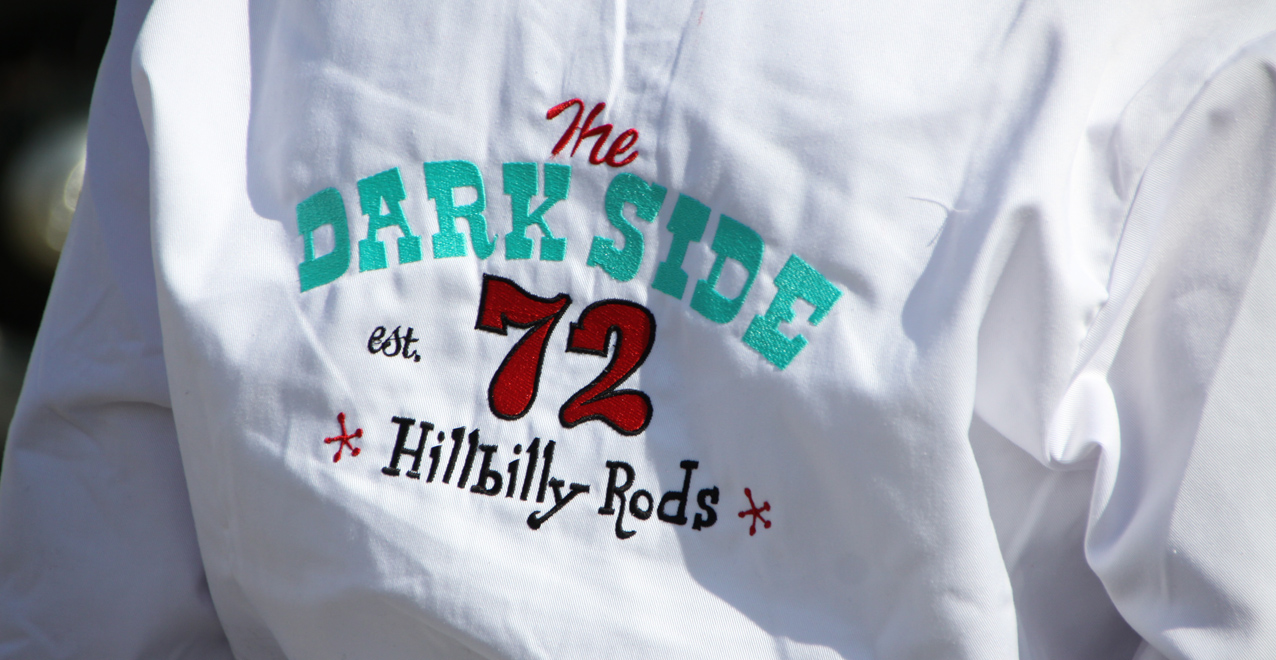 The
DARK SIDE
est. 72
Hillbilly Rods